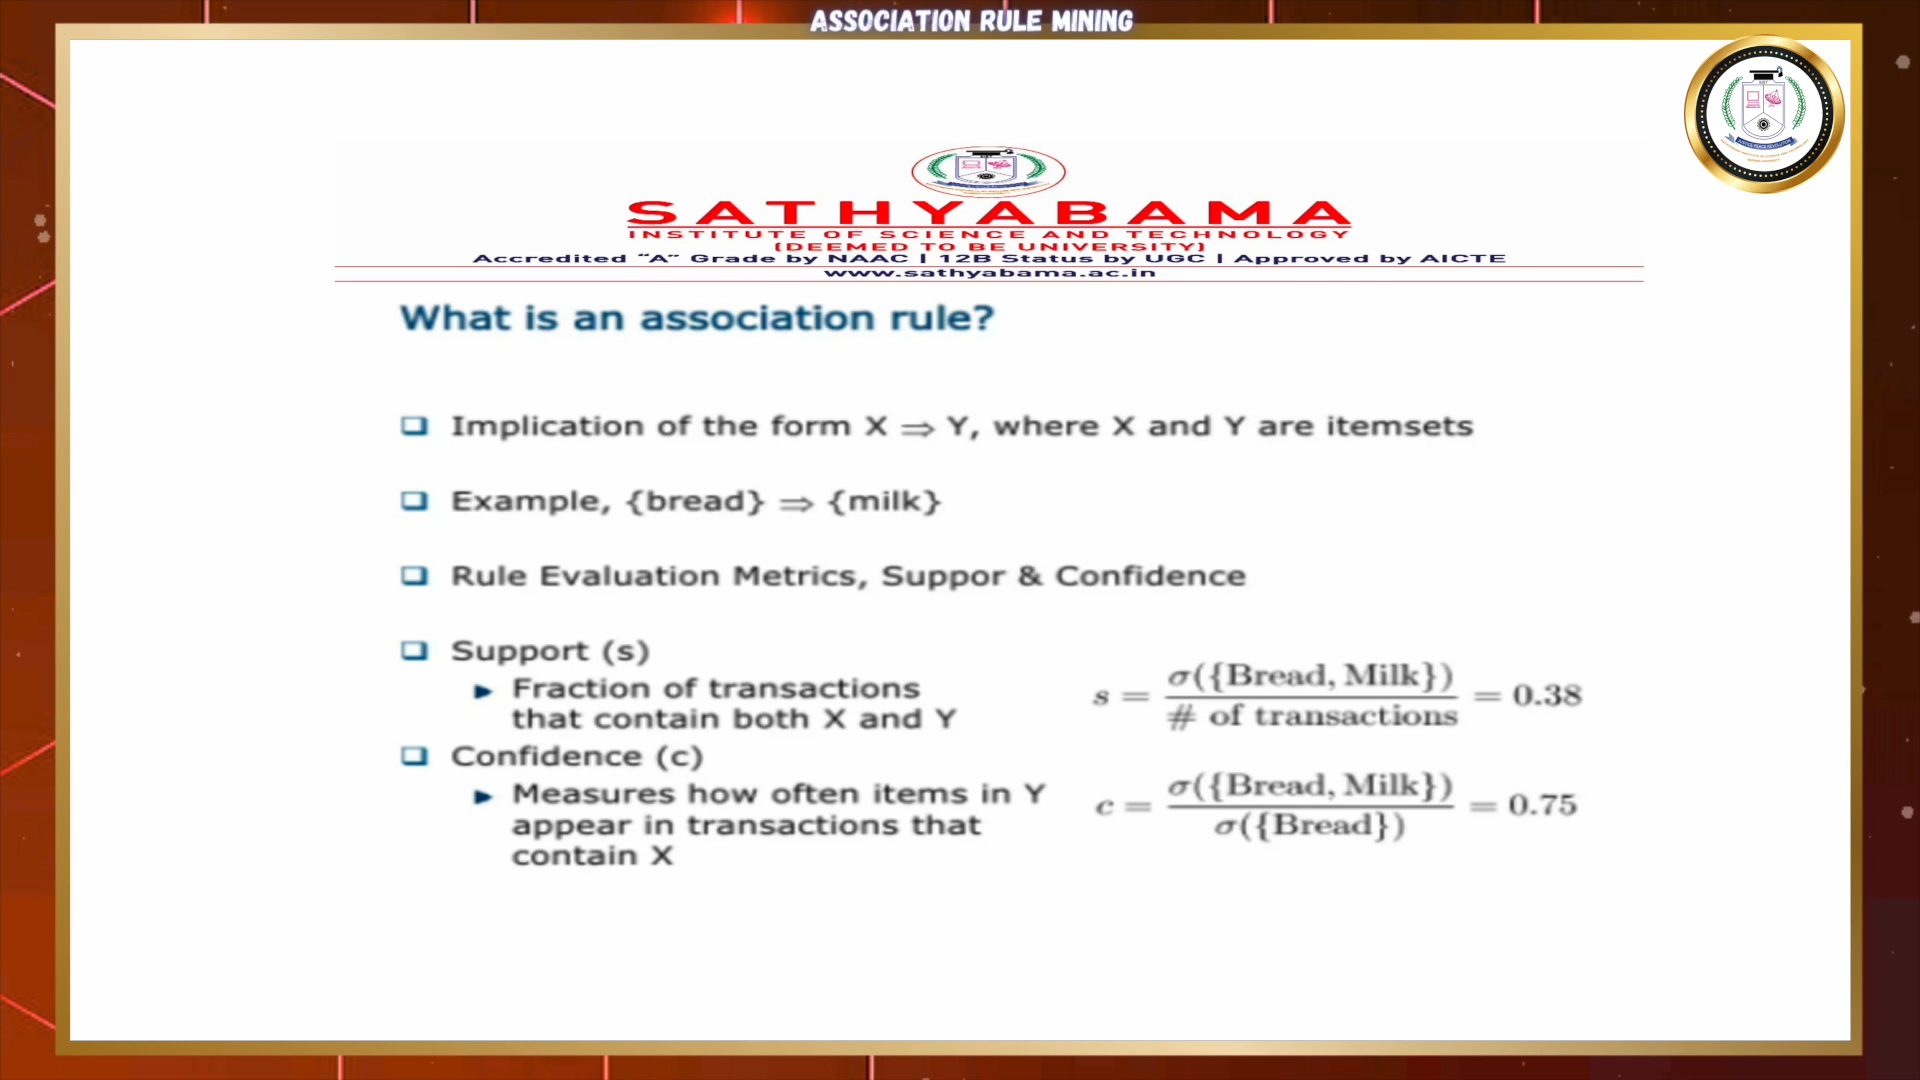 ASSOCIATION RULE MINING
SATHYABAMA
INSTITUTE OF SCIENCE AND TECHNOLOGY
(DEEMED TO BE UNIVERSITY)
Accredited “A” Grade by NAAC | 12B Status by UGC | Approved by AICTE
www.sathyabama.ac.in
What is an association rule?
Implication of the form X ⇒ Y, where X and Y are itemsets
Example, {bread} ⇒ {milk}
Rule Evaluation Metrics, Suppor & Confidence
Support (s)
Fraction of transactions
that contain both X and Y
s = σ({Bread, Milk}) / # of transactions = 0.38
Confidence (c)
Measures how often items in Y
appear in transactions that
contain X
c = σ({Bread, Milk}) / σ({Bread}) = 0.75